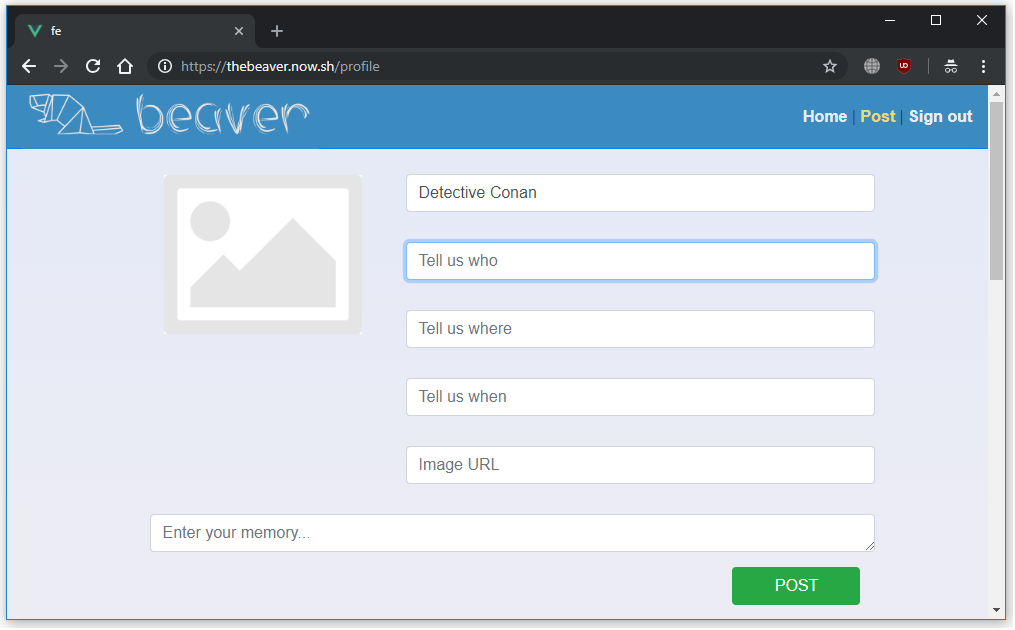 fe
https://thebeaver.now.sh/profile
UD
beaver
Home | Post | Sign out
Detective Conan
Tell us who
Tell us where
Tell us when
Image URL
Enter your memory...
POST